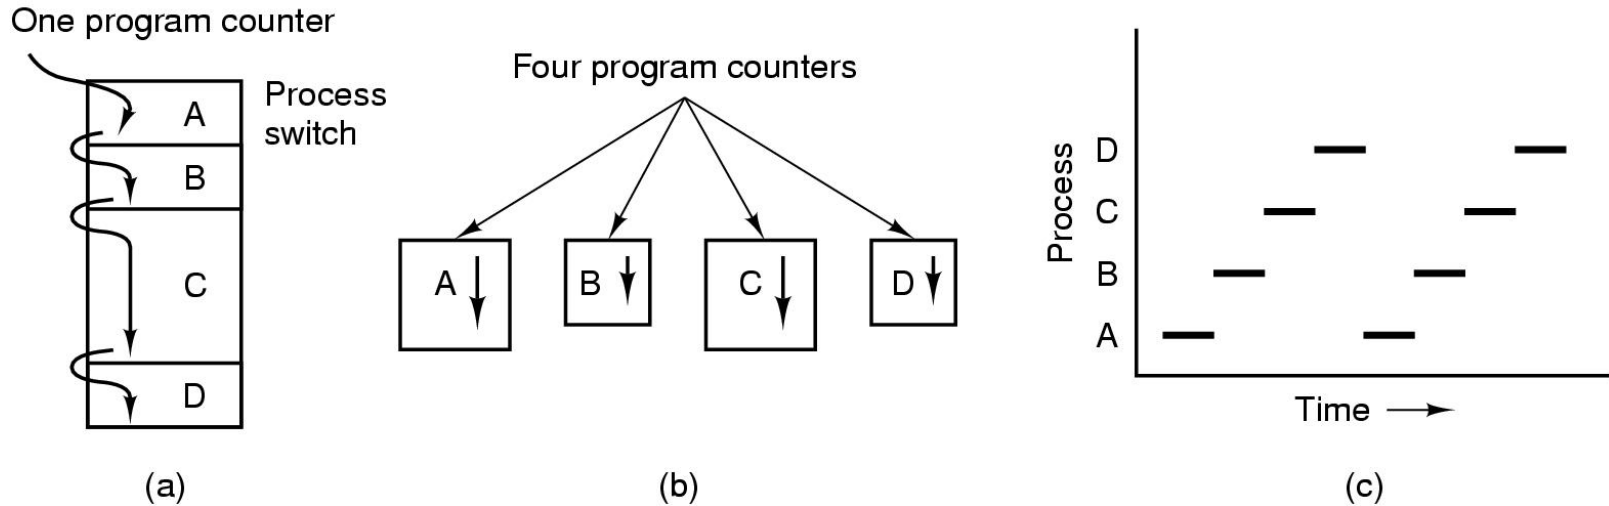 One program counter
Process
switch
A
B
C
D
(a)
Four program counters
A
B
C
D
(b)
Process
D
C
B
A
Time
(c)